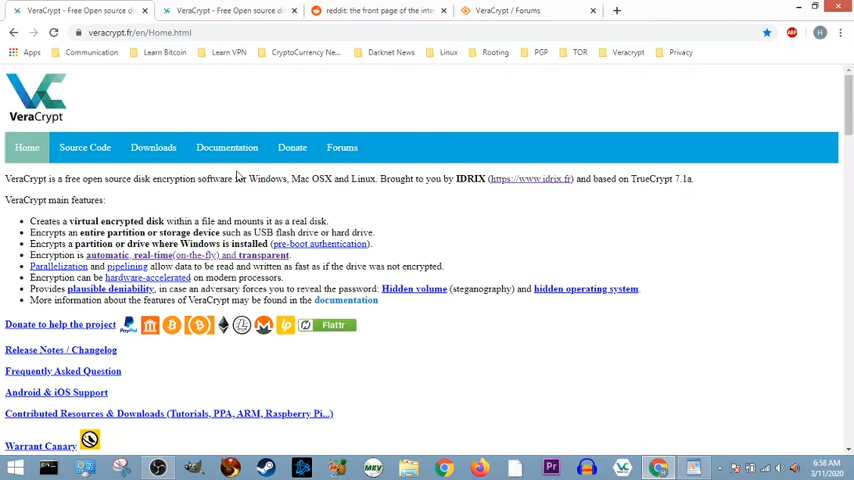 VeraCrypt - Free Open source dis
VeraCrypt - Free Open source dis
reddit: the front page of the inte
VeraCrypt / Forums
veracrypt.fr/en/Home.html
ABP
H
Apps
Communication
Learn Bitcoin
Learn VPN
CryptoCurrency New...
Darknet News
Linux
Rooting
PGP
TOR
Veracrypt
Privacy
VeraCrypt
Home
Source Code
Downloads
Documentation
Donate
Forums
VeraCrypt is a free open source disk encryption software for Windows, Mac OSX and Linux. Brought to you by IDRIX (https://www.idrix.fr) and based on TrueCrypt 7.1a.
VeraCrypt main features:
Creates a virtual encrypted disk within a file and mounts it as a real disk.
Encrypts an entire partition or storage device such as USB flash drive or hard drive.
Encrypts a partition or drive where Windows is installed (pre-boot authentication).
Encryption is automatic, real-time(on-the-fly) and transparent.
Parallelization and pipelining allow data to be read and written as fast as if the drive was not encrypted.
Encryption can be hardware-accelerated on modern processors.
Provides plausible deniability, in case an adversary forces you to reveal the password: Hidden volume (steganography) and hidden operating system.
More information about the features of VeraCrypt may be found in the documentation
Donate to help the project
PayPal
Flattr
Release Notes / Changelog
Frequently Asked Question
Android & iOS Support
Contributed Resources & Downloads (Tutorials, PPA, ARM, Raspberry Pi...)
Warrant Canary
MKV
Pr
6:58 AM
3/11/2020